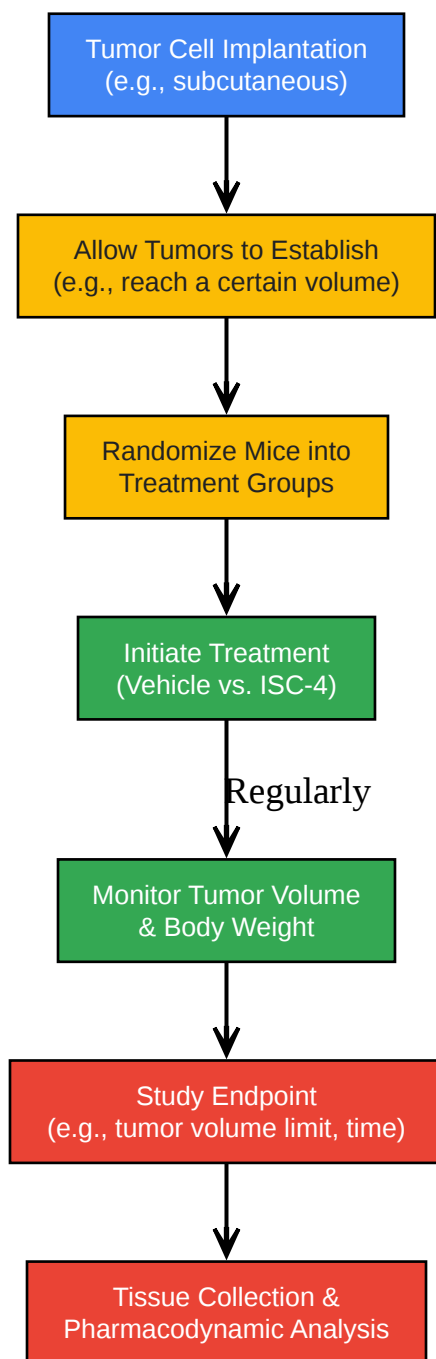 Tumor Cell Implantation
(e.g., subcutaneous)
Allow Tumors to Establish
(e.g., reach a certain volume)
Randomize Mice into
Treatment Groups
Initiate Treatment
(Vehicle vs. ISC-4)
Regularly
Monitor Tumor Volume
& Body Weight
Study Endpoint
(e.g., tumor volume limit, time)
Tissue Collection &
Pharmacodynamic Analysis